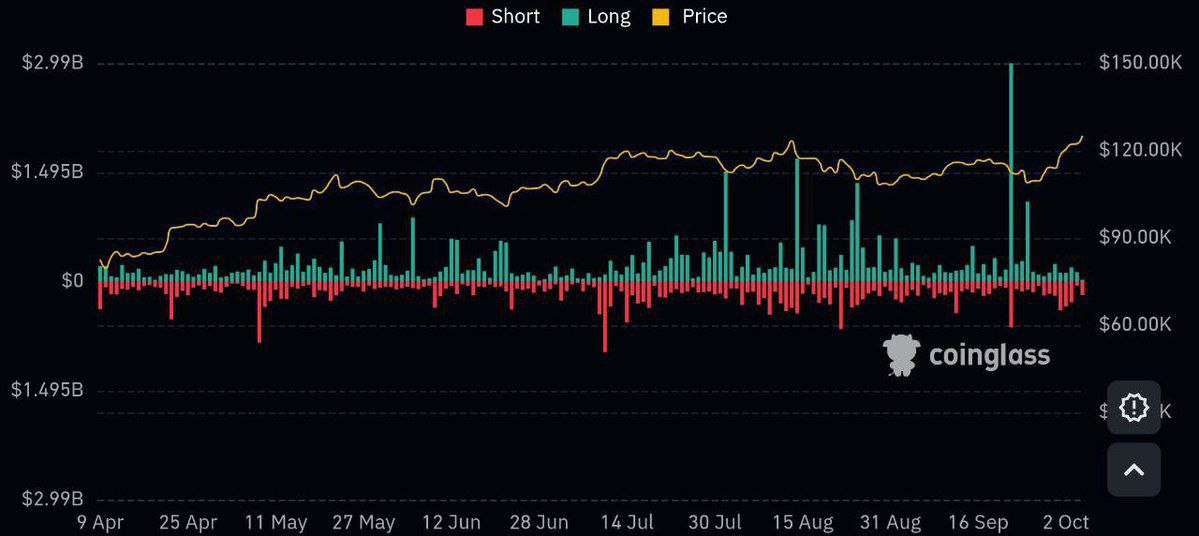 Short Long Price
$2.99B
$150.00K
$120.00K
$1.495B
$90.00K
$0
$60.00K
coinglass
$1.495B
$ K
$2.99B
9 Apr 25 Apr 11 May 27 May 12 Jun 28 Jun 14 Jul 30 Jul 15 Aug 31 Aug 16 Sep 2 Oct